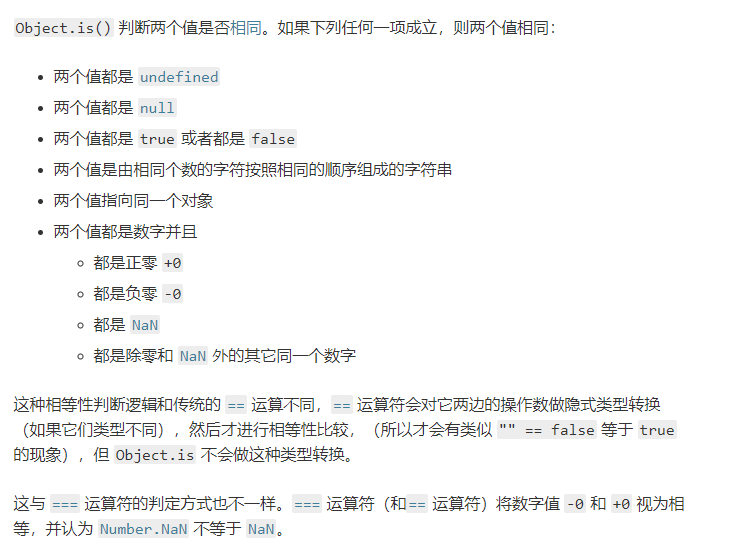 Object.is() 判断两个值是否相同。如果下列任何一项成立，则两个值相同：
两个值都是 undefined
两个值都是 null
两个值都是 true 或者都是 false
两个值是由相同个数的字符按照相同的顺序组成的字符串
两个值指向同一个对象
两个值都是数字并且
都是正零 +0
都是负零 -0
都是 NaN
都是除零和 NaN 外的其它同一个数字
这种相等性判断逻辑和传统的 == 运算不同，== 运算符会对它两边的操作数做隐式类型转换
（如果它们类型不同），然后才进行相等性比较，（所以才会有类似 "" == false 等于 true
的现象），但 Object.is 不会做这种类型转换。
这与 === 运算符的判定方式也不一样。=== 运算符（和== 运算符）将数字值 -0 和 +0 视为相
等，并认为 Number.NaN 不等于 NaN。